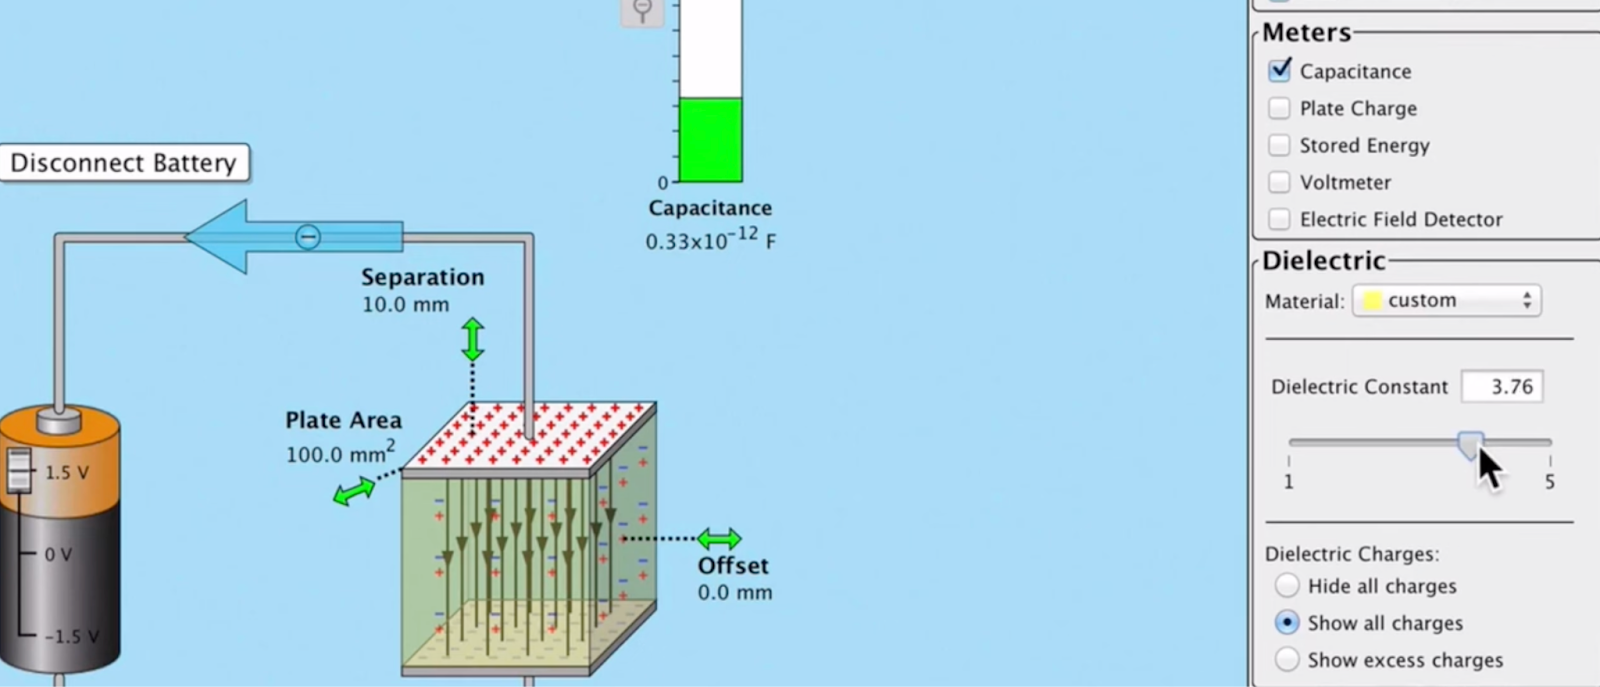 Meters
Capacitance
Plate Charge
Stored Energy
Voltmeter
Electric Field Detector
Disconnect Battery
0
Capacitance
0.33x10⁻¹² F
Separation
10.0 mm
Dielectric
Material: custom
Dielectric Constant 3.76
1 5
Plate Area
100.0 mm²
1.5 V
0 V
-1.5 V
Offset
0.0 mm
Dielectric Charges:
Hide all charges
Show all charges
Show excess charges